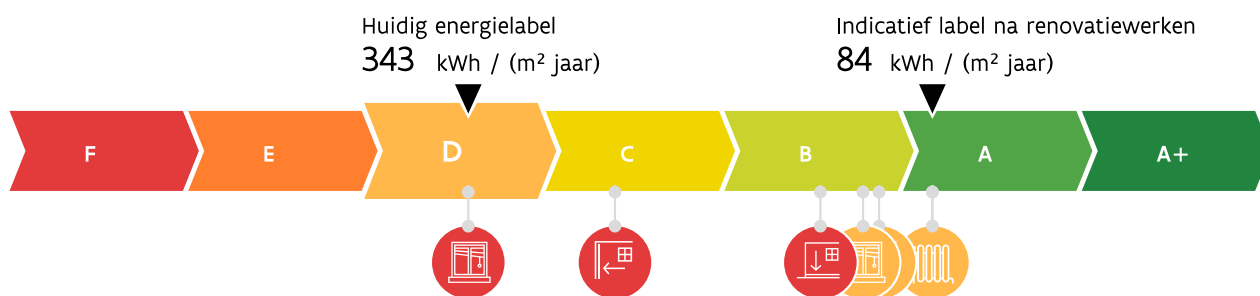 Huidig energielabel
343 kWh / (m² jaar)
Indicatief label na renovatiewerken
84 kWh / (m² jaar)
F
E
D
C
B
A
A+